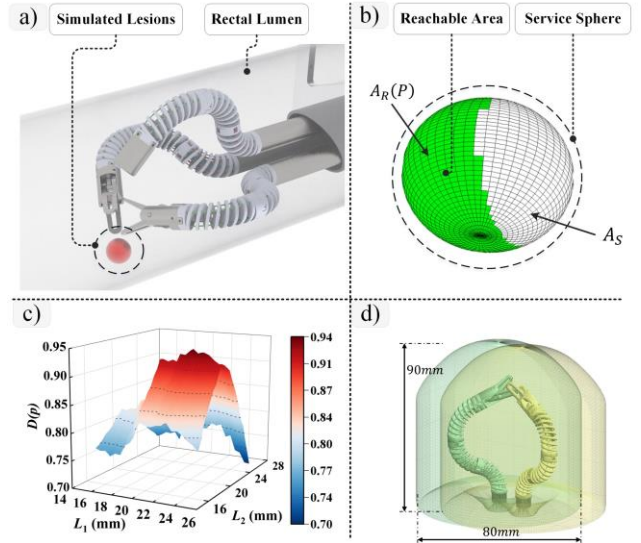 a)
Simulated Lesions
Rectal Lumen
b)
Reachable Area
Service Sphere
A_R(P)
A_S
c)
0.95
0.90
0.85
0.80
0.75
0.70
D(p)
14
16
18
20
22
24
26
L_1 (mm)
16
20
24
28
L_2 (mm)
0.94
0.91
0.87
0.84
0.80
0.77
0.73
0.70
d)
90mm
80mm